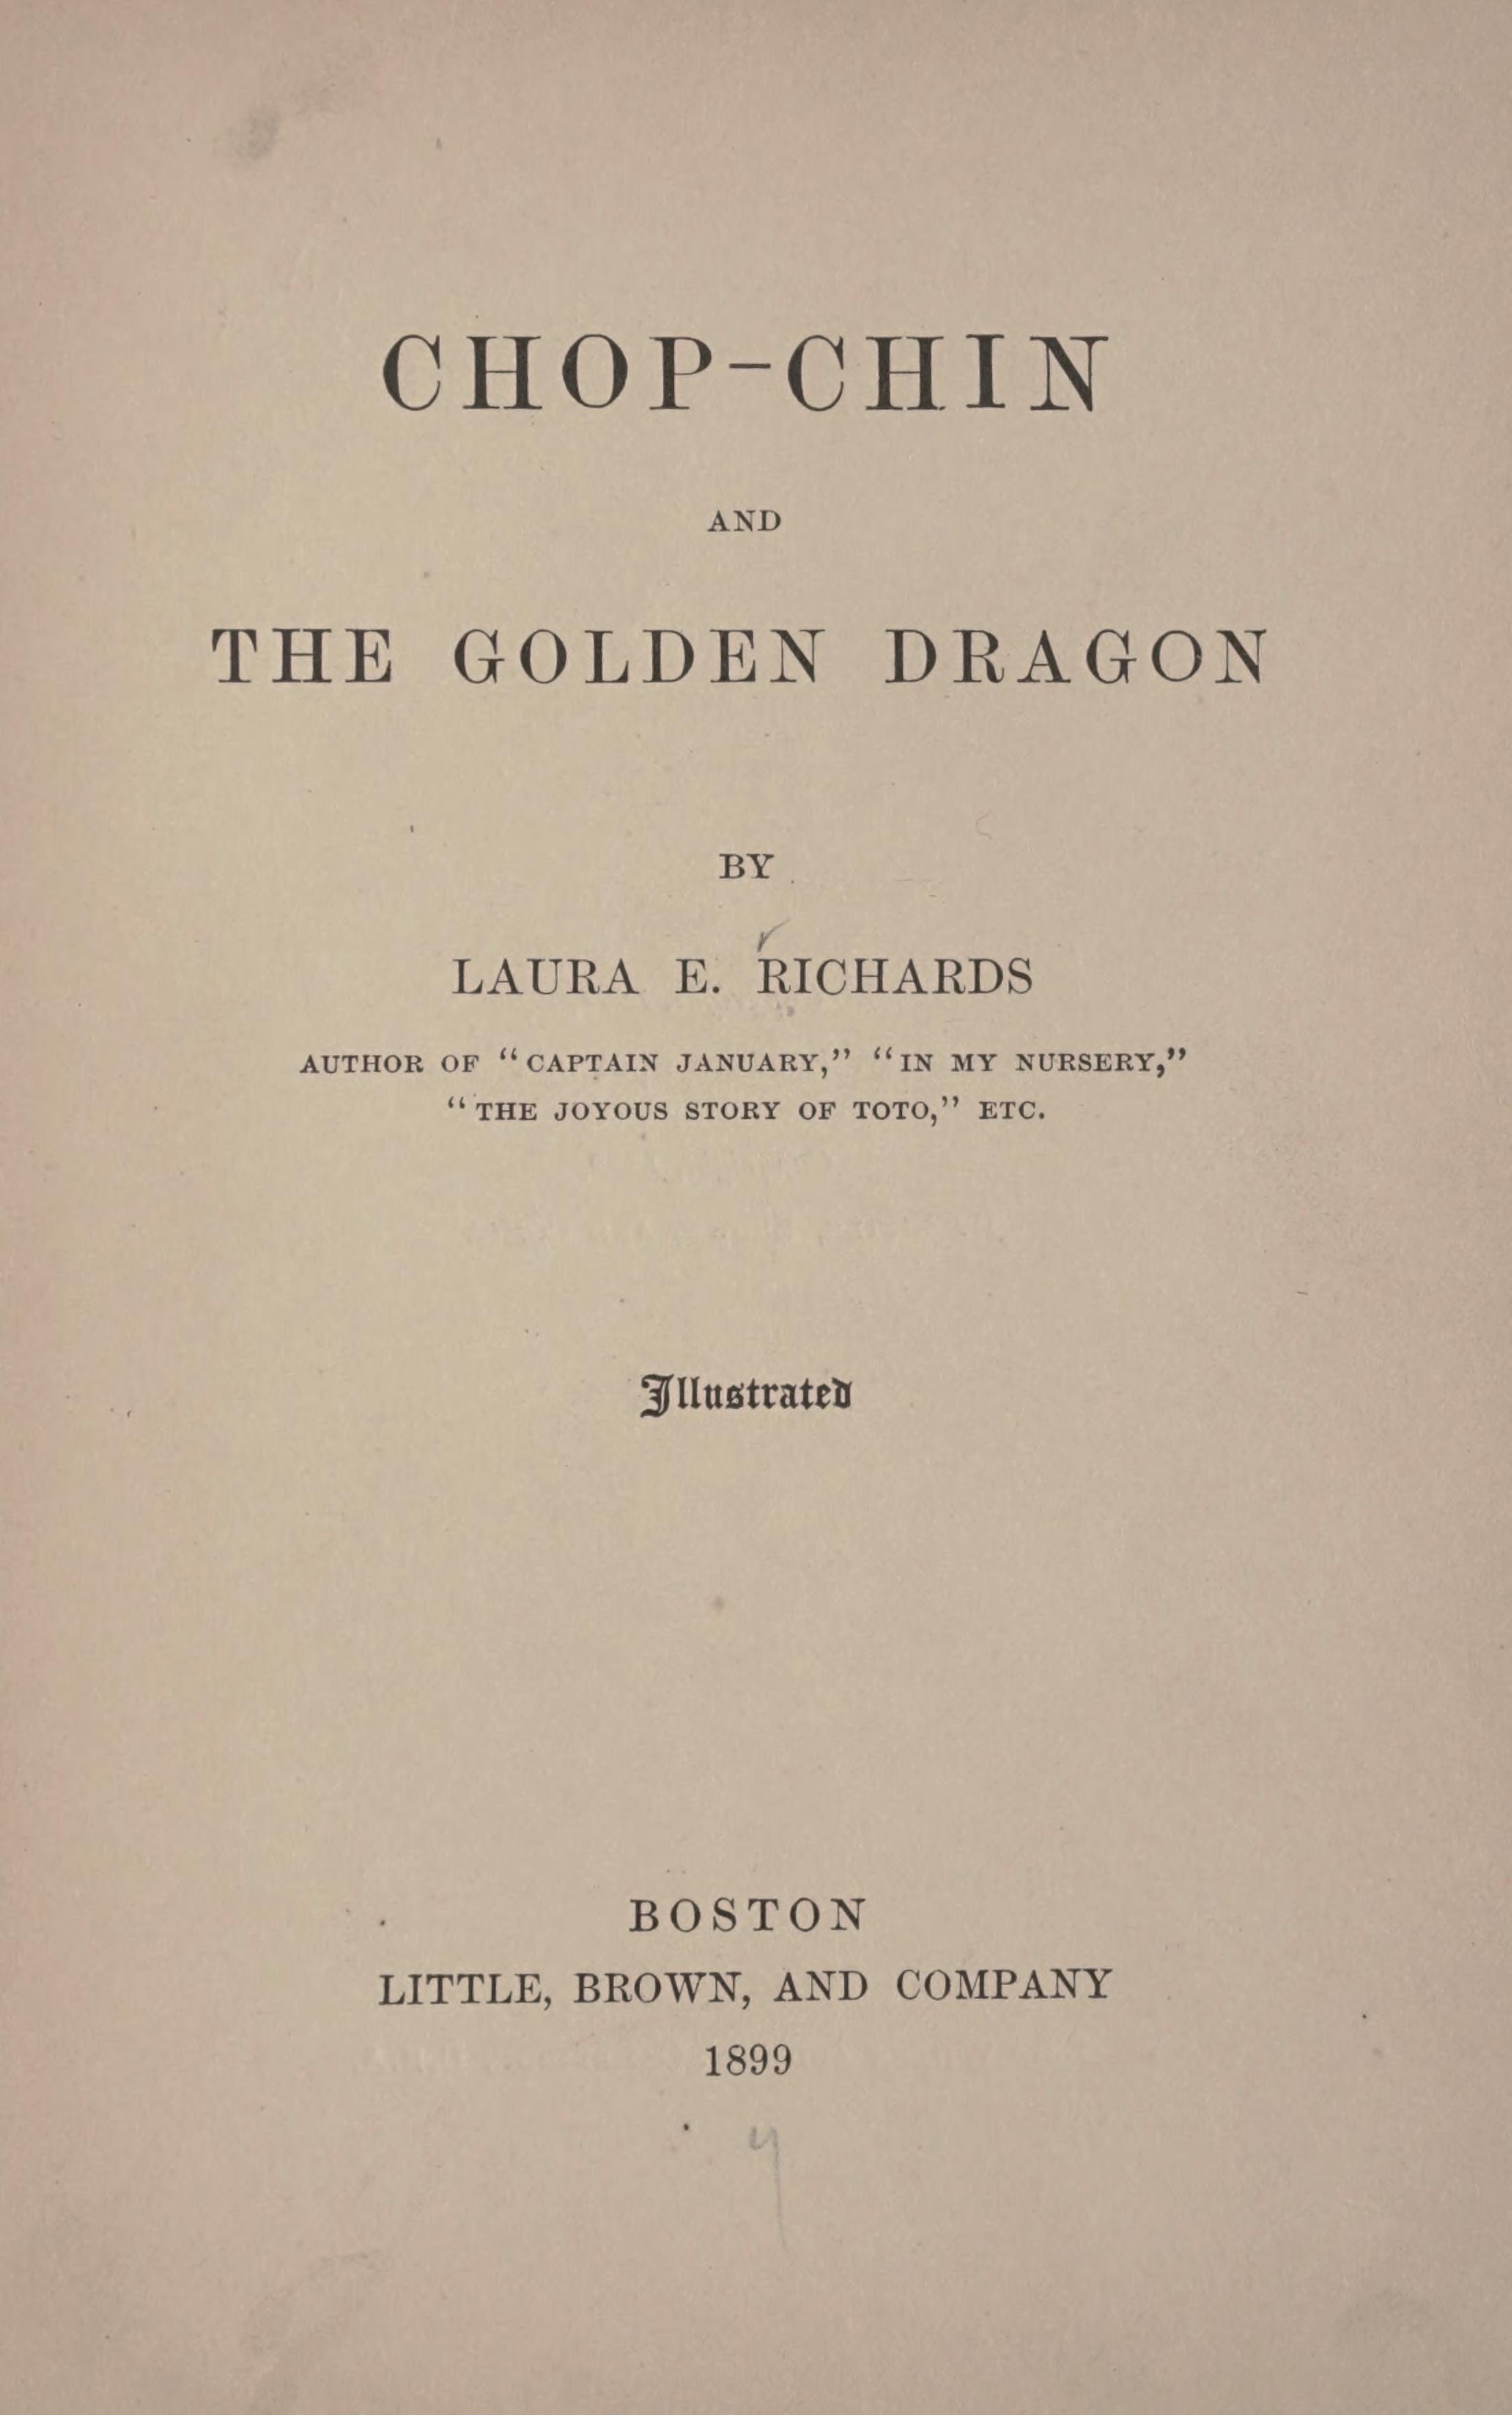 CHOP-CHIN
AND
THE GOLDEN DRAGON
BY
LAURA E. RICHARDS
AUTHOR OF “CAPTAIN JANUARY,” “IN MY NURSERY,”
“THE JOYOUS STORY OF TOTO,” ETC.
Illustrated
BOSTON
LITTLE, BROWN, AND COMPANY
1899